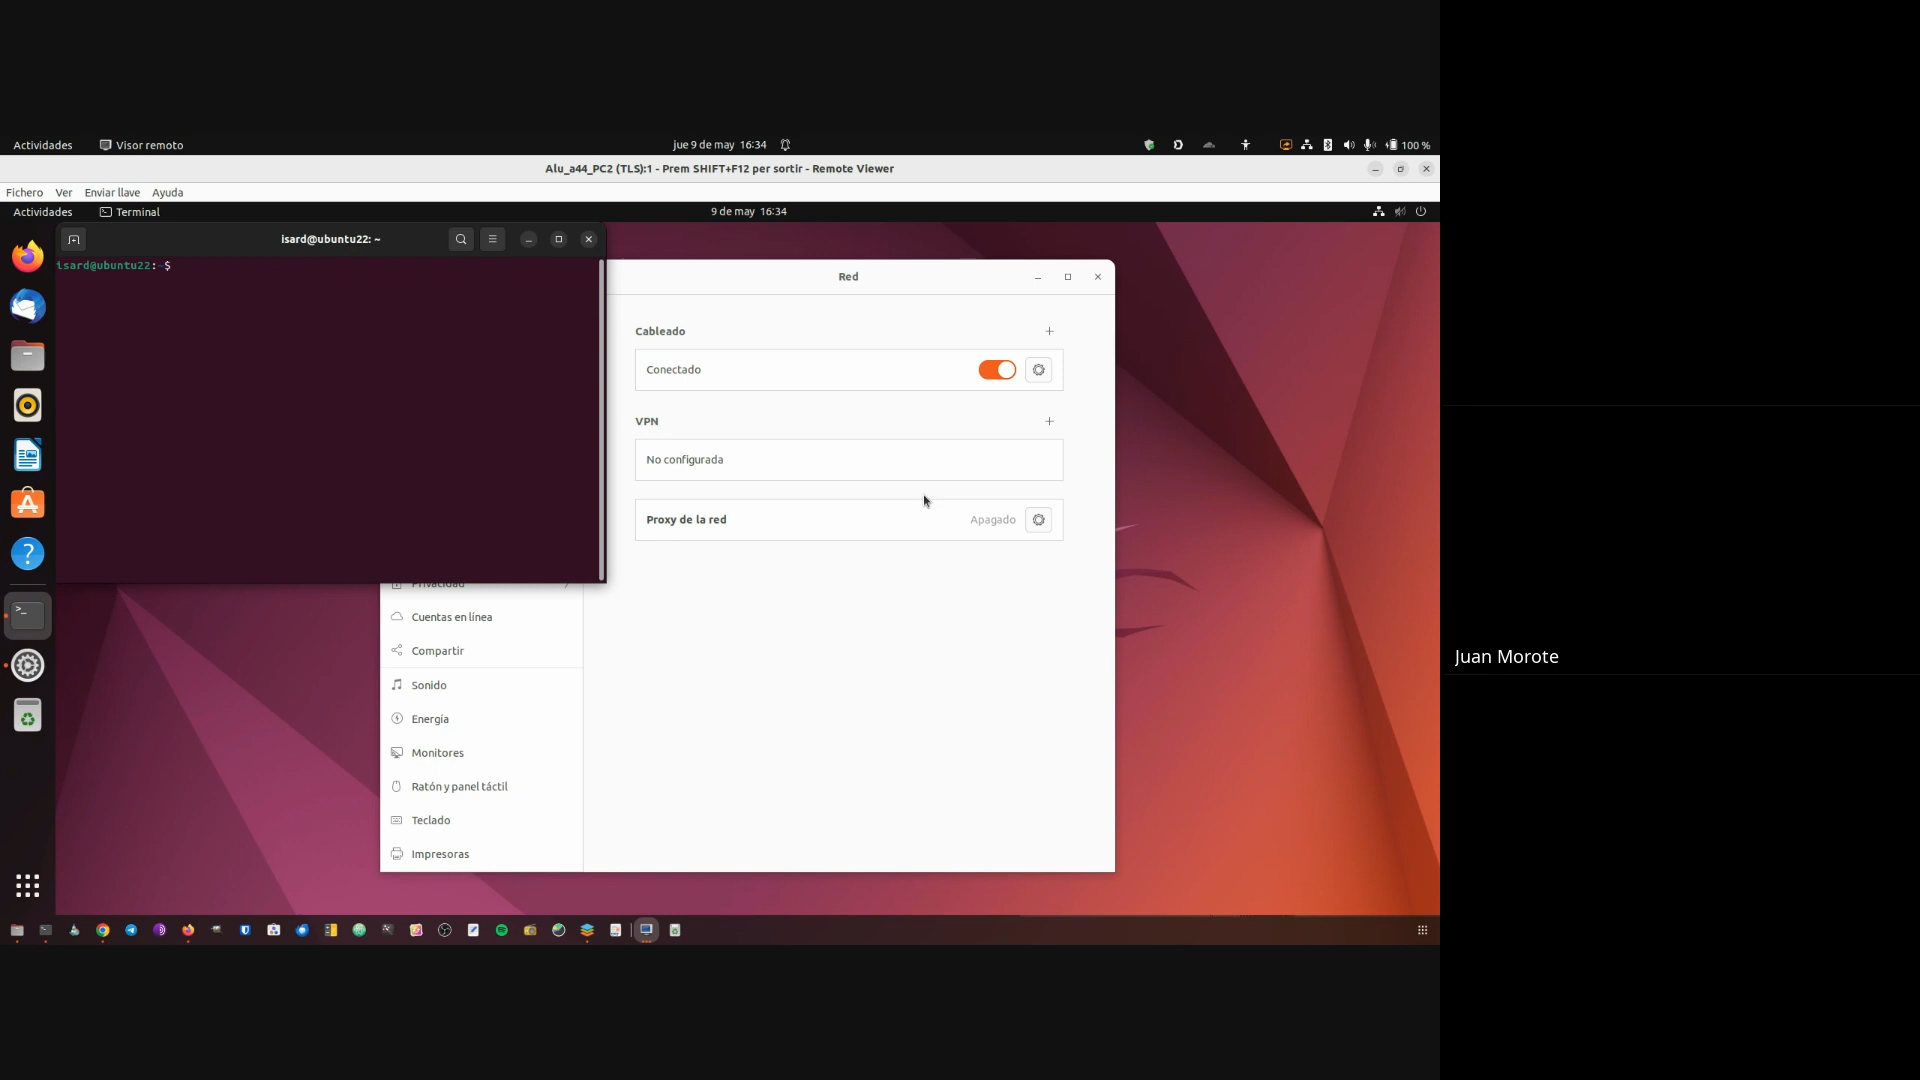 Actividades Visor remoto jue 9 de may 16:34 100 %
Alu_a44_PC2 (TLS):1 - Prem SHIFT+F12 per sortir - Remote Viewer
Fichero Ver Enviar llave Ayuda
Actividades Terminal 9 de may 16:34
isard@ubuntu22: ~
isard@ubuntu22:~$
Red
Cableado
Conectado
VPN
No configurada
Proxy de la red Apagado
Privacidad
Cuentas en línea
Compartir
Sonido
Energía
Monitores
Ratón y panel táctil
Teclado
Impresoras
Juan Morote